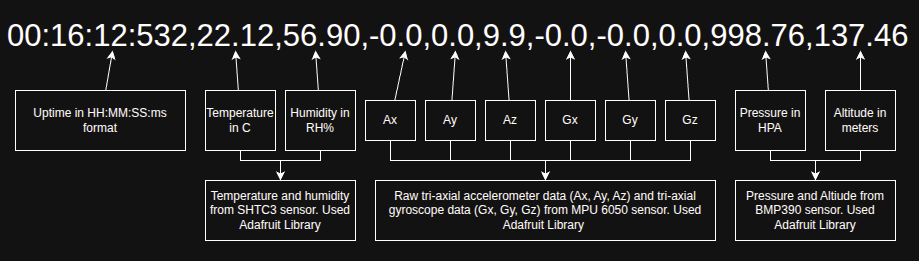 00:16:12:532,22.12,56.90,-0.0,0.0,9.9,-0.0,-0.0,0.0,998.76,137.46
Uptime in HH:MM:SS:ms
format
Temperature
in C
Humidity in
RH%
Ax
Ay
Az
Gx
Gy
Gz
Pressure in
HPA
Altitude in
meters
Temperature and humidity
from SHTC3 sensor. Used
Adafruit Library
Raw tri-axial accelerometer data (Ax, Ay, Az) and tri-axial
gyroscope data (Gx, Gy, Gz) from MPU 6050 sensor. Used
Adafruit Library
Pressure and Altiude from
BMP390 sensor. Used
Adafruit Library